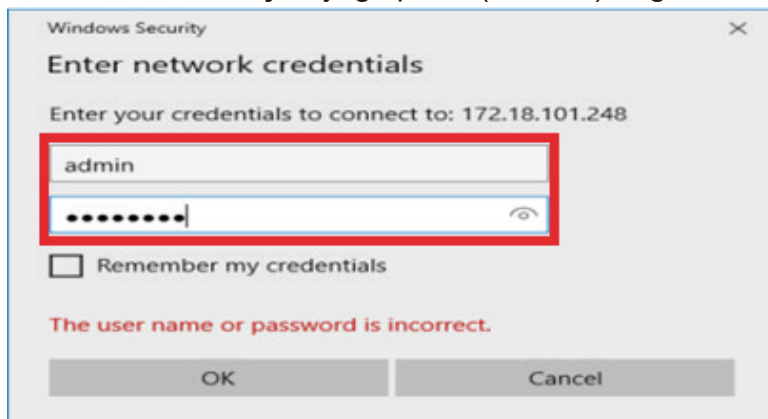 Windows Security
Enter network credentials
Enter your credentials to connect to: 172.18.101.248
admin
Remember my credentials
The user name or password is incorrect.
OK
Cancel